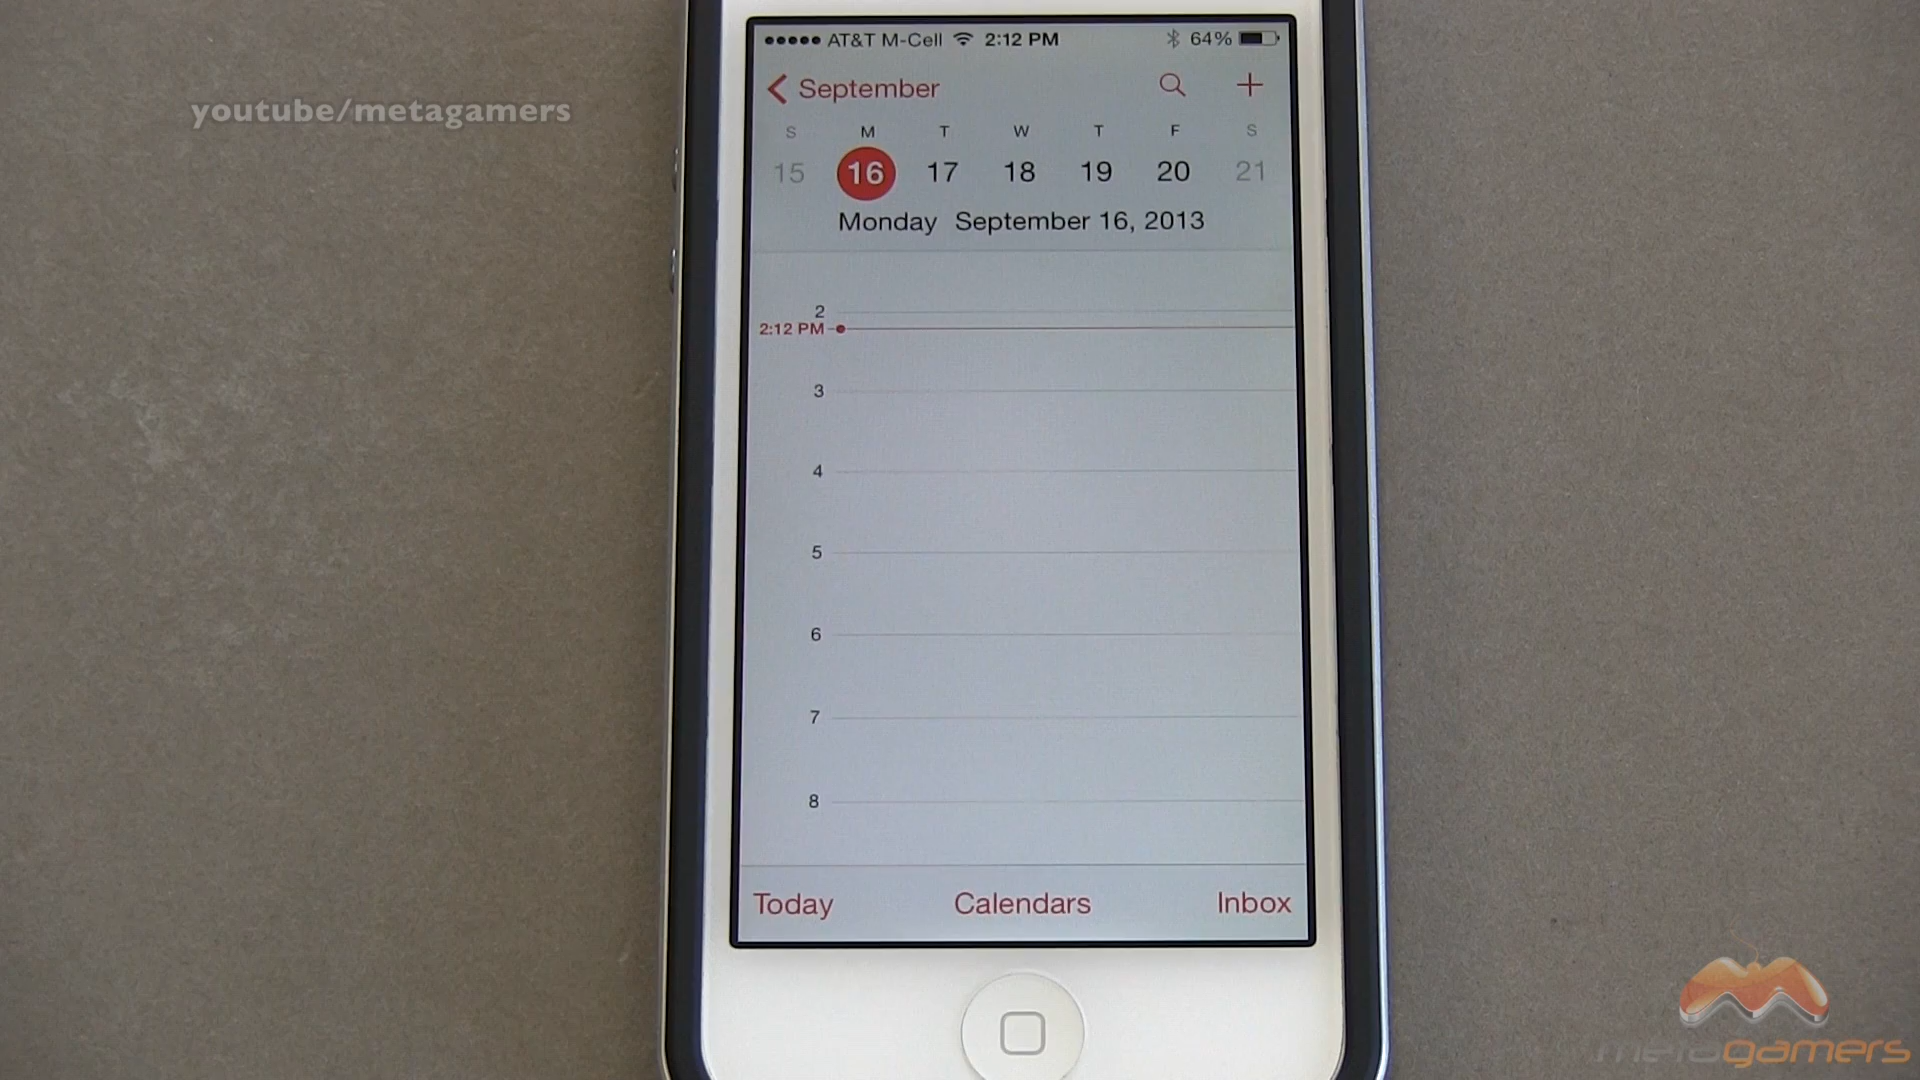 youtube/metagamers
AT&T M-Cell 2:12 PM 64%
September
S M T W T F S
15 16 17 18 19 20 21
Monday September 16, 2013
2
2:12 PM
3
4
5
6
7
8
Today Calendars Inbox
metagamers